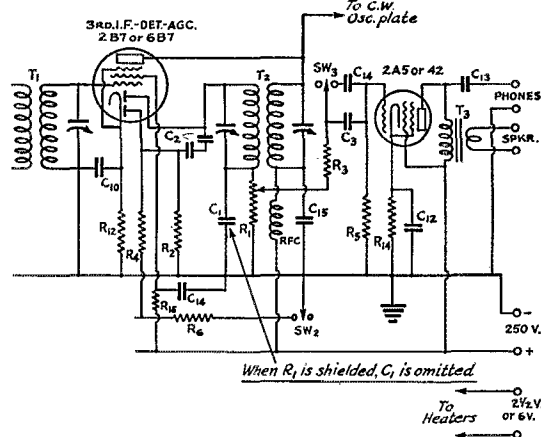 To C.W.
Osc. plate
3RD. I.F.-DET.-AGC.
2B7 or 6B7
2A5 or 42
T1
T2
SW3
C14
C13
PHONES
T3
SPKR.
C2
C3
R3
C10
C1
R1
C15
RFC
R5
R14
C12
R12
R4
R2
C14
R15
R6
SW2
-
250 V.
+
When R1 is shielded, C1 is omitted
To
Heaters
2½ V.
or 6V.